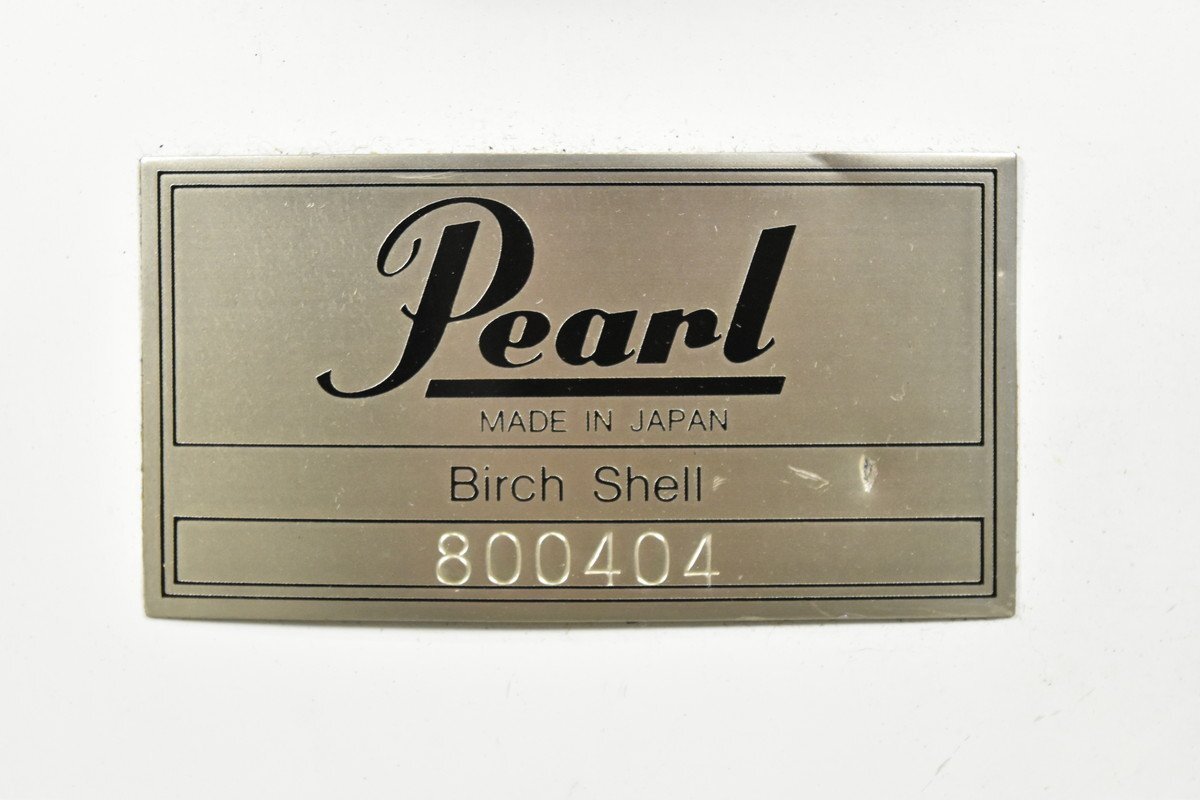 Pearl
MADE IN JAPAN
Birch Shell
800404